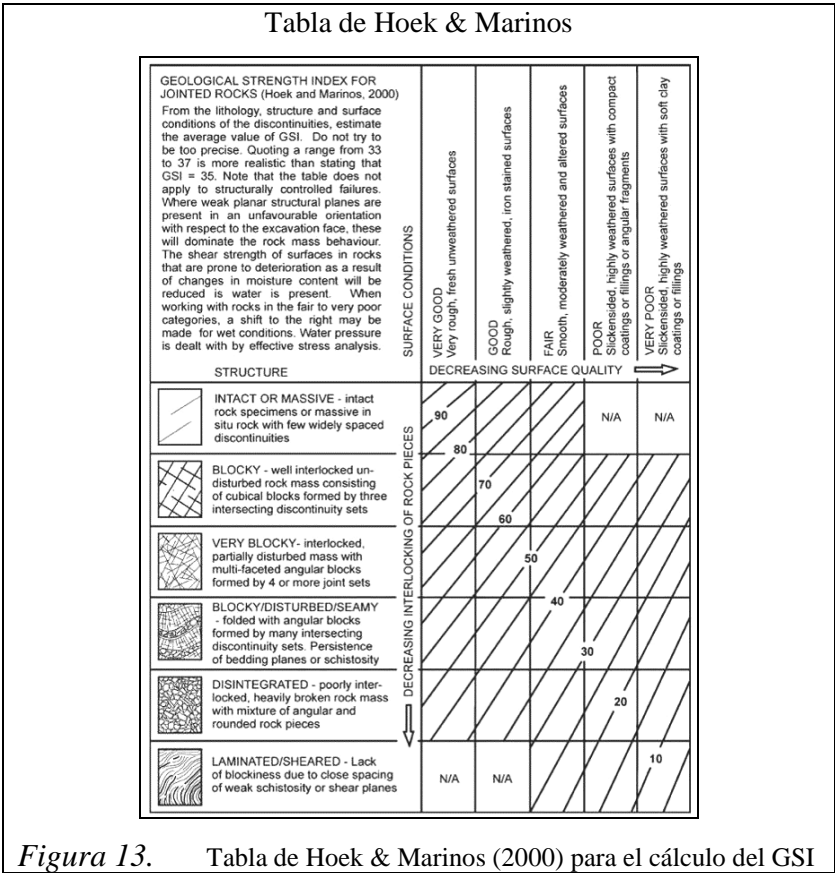 Tabla de Hoek & Marinos
GEOLOGICAL STRENGTH INDEX FOR
JOINTED ROCKS (Hoek and Marinos, 2000)
From the lithology, structure and surface
conditions of the discontinuities, estimate
the average value of GSI. Do not try to
be too precise. Quoting a range from 33
to 37 is more realistic than stating that
GSI = 35. Note that the table does not
apply to structurally controlled failures.
Where weak planar structural planes are
present in an unfavourable orientation
with respect to the excavation face, these
will dominate the rock mass behaviour.
The shear strength of surfaces in rocks
that are prone to deterioration as a result
of changes in moisture content will be
reduced is water is present. When
working with rocks in the fair to very poor
categories, a shift to the right may be
made for wet conditions. Water pressure
is dealt with by effective stress analysis.
STRUCTURE
SURFACE CONDITIONS
VERY GOOD
Very rough, fresh unweathered surfaces
GOOD
Rough, slightly weathered, iron stained surfaces
FAIR
Smooth, moderately weathered and altered surfaces
POOR
Slickensided, highly weathered surfaces with compact
coatings or fillings or angular fragments
VERY POOR
Slickensided, highly weathered surfaces with soft clay
coatings or fillings
DECREASING SURFACE QUALITY
DECREASING INTERLOCKING OF ROCK PIECES
INTACT OR MASSIVE - intact
rock specimens or massive in
situ rock with few widely spaced
discontinuities
90
N/A
N/A
80
BLOCKY - well interlocked un-
disturbed rock mass consisting
of cubical blocks formed by three
intersecting discontinuity sets
70
60
VERY BLOCKY- interlocked,
partially disturbed mass with
multi-faceted angular blocks
formed by 4 or more joint sets
50
40
BLOCKY/DISTURBED/SEAMY
- folded with angular blocks
formed by many intersecting
discontinuity sets. Persistence
of bedding planes or schistosity
30
DISINTEGRATED - poorly inter-
locked, heavily broken rock mass
with mixture of angular and
rounded rock pieces
20
LAMINATED/SHEARED - Lack
of blockiness due to close spacing
of weak schistosity or shear planes
N/A
N/A
10
Figura 13. Tabla de Hoek & Marinos (2000) para el cálculo del GSI